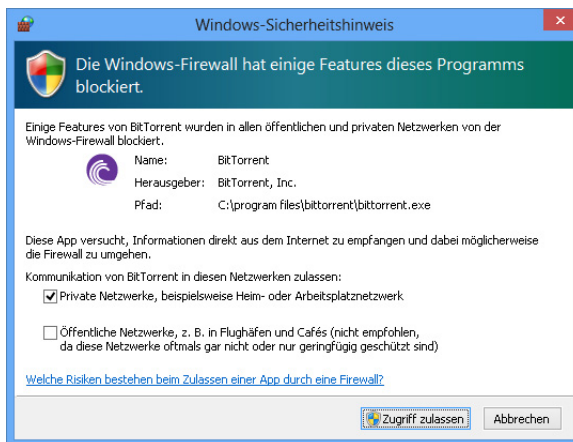 Windows-Sicherheitshinweis
Die Windows-Firewall hat einige Features dieses Programms
blockiert.
Einige Features von BitTorrent wurden in allen öffentlichen und privaten Netzwerken von der
Windows-Firewall blockiert.
Name: BitTorrent
Herausgeber: BitTorrent, Inc.
Pfad: C:\program files\bittorrent\bittorrent.exe
Diese App versucht, Informationen direkt aus dem Internet zu empfangen und dabei möglicherweise
die Firewall zu umgehen.
Kommunikation von BitTorrent in diesen Netzwerken zulassen:
Private Netzwerke, beispielsweise Heim- oder Arbeitsplatznetzwerk
Öffentliche Netzwerke, z. B. in Flughäfen und Cafés (nicht empfohlen,
da diese Netzwerke oftmals gar nicht oder nur geringfügig geschützt sind)
Welche Risiken bestehen beim Zulassen einer App durch eine Firewall?
Zugriff zulassen Abbrechen